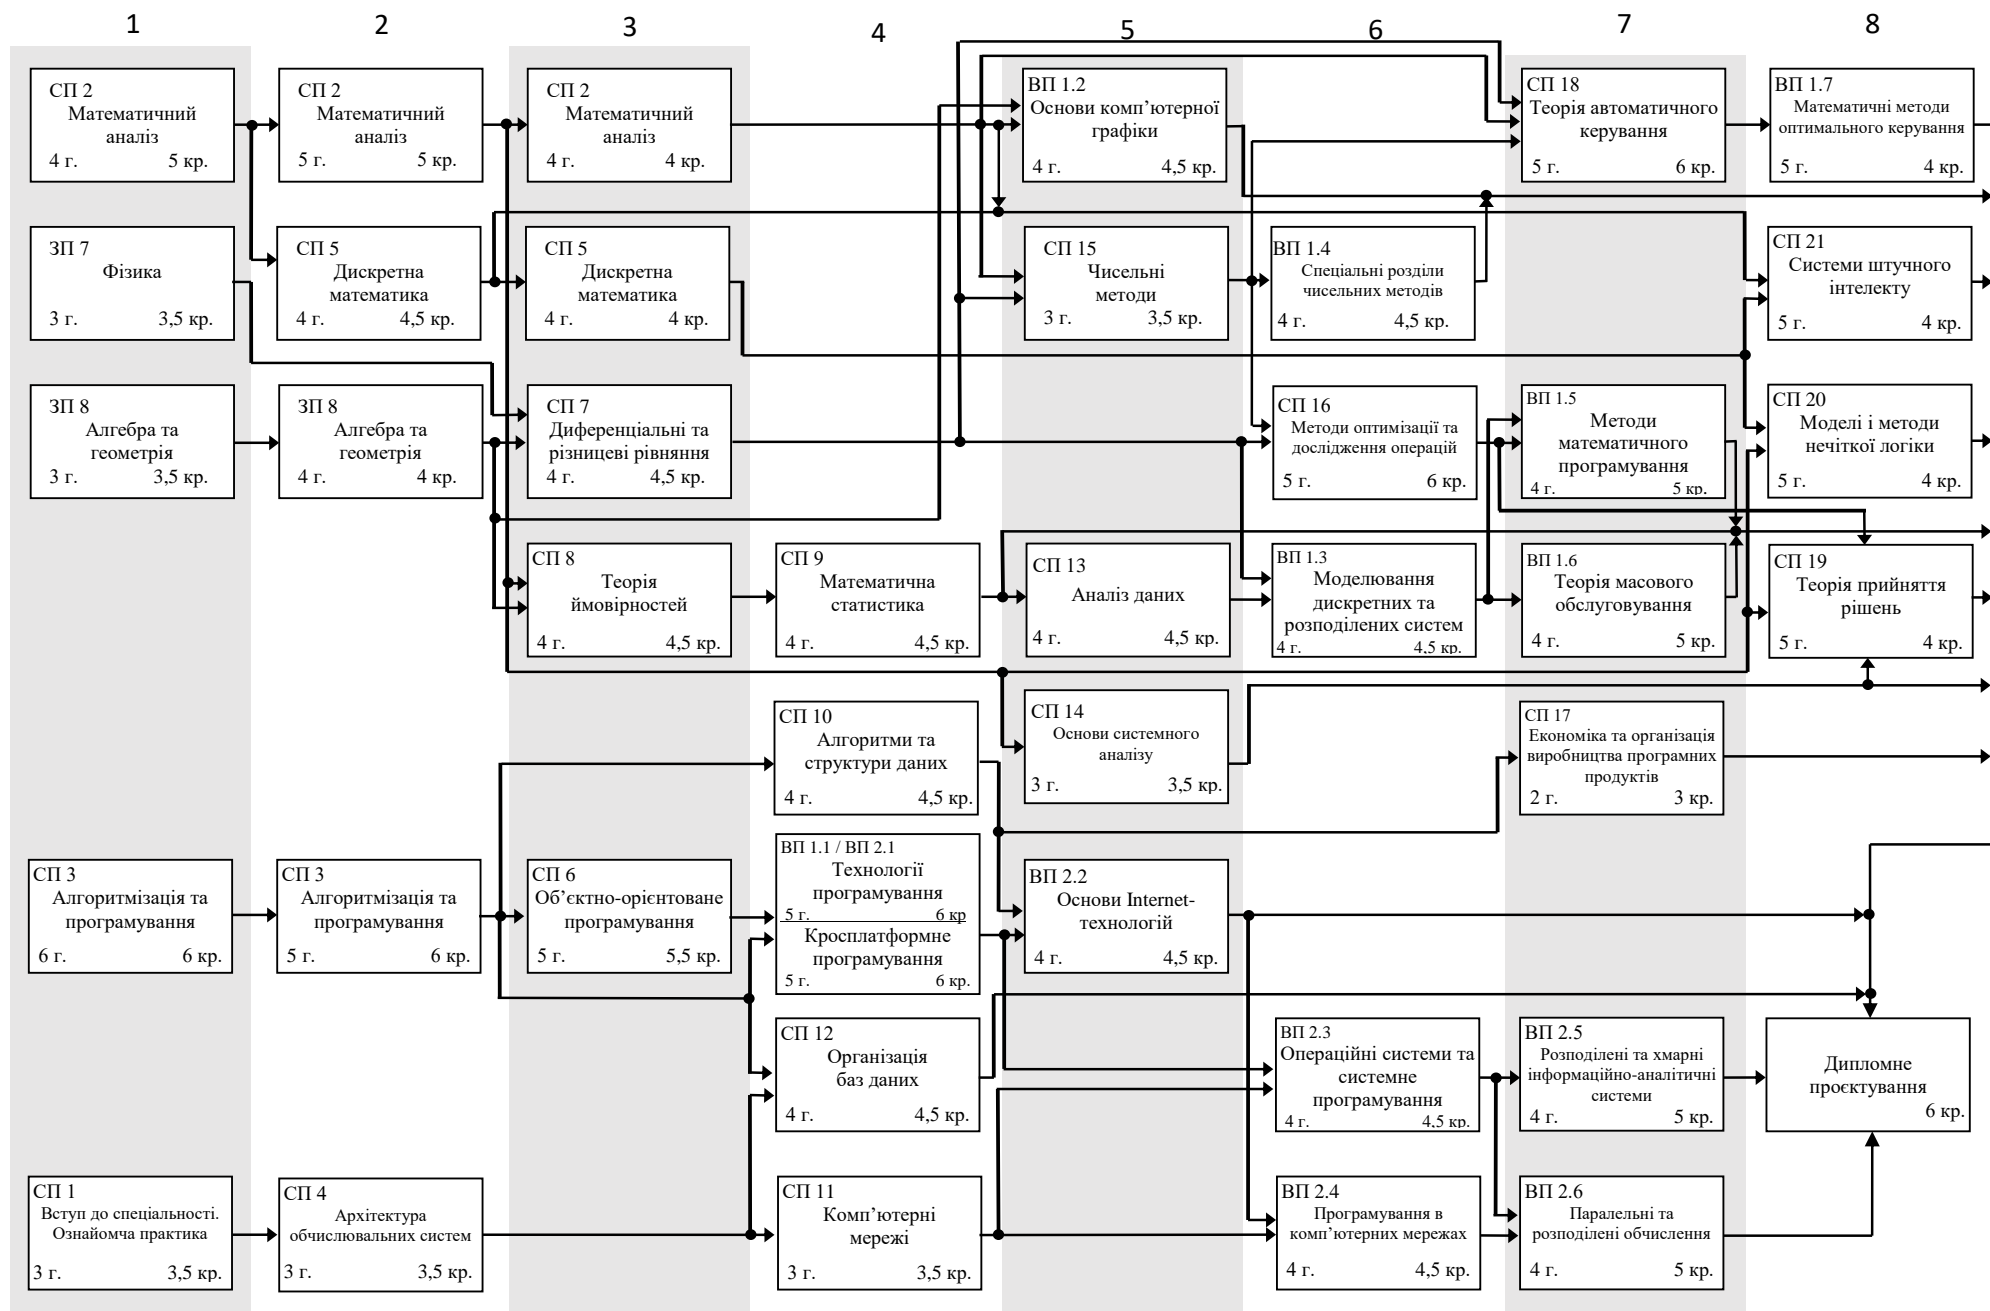 1
2
3
4
5
6
7
8
СП 2
Математичний
аналіз
4 г. 5 кр.
СП 2
Математичний
аналіз
5 г. 5 кр.
СП 2
Математичний
аналіз
4 г. 4 кр.
ВП 1.2
Основи комп’ютерної
графіки
4 г. 4,5 кр.
СП 18
Теорія автоматичного
керування
5 г. 6 кр.
ВП 1.7
Математичні методи
оптимального керування
5 г. 4 кр.
ЗП 7
Фізика
3 г. 3,5 кр.
СП 5
Дискретна
математика
4 г. 4,5 кр.
СП 5
Дискретна
математика
4 г. 4 кр.
СП 15
Чисельні
методи
3 г. 3,5 кр.
ВП 1.4
Спеціальні розділи
чисельних методів
4 г. 4,5 кр.
СП 21
Системи штучного
інтелекту
5 г. 4 кр.
ЗП 8
Алгебра та
геометрія
3 г. 3,5 кр.
ЗП 8
Алгебра та
геометрія
4 г. 4 кр.
СП 7
Диференціальні та
різницеві рівняння
4 г. 4,5 кр.
СП 16
Методи оптимізації та
дослідження операцій
5 г. 6 кр.
ВП 1.5
Методи
математичного
програмування
4 г. 5 кр.
СП 20
Моделі і методи
нечіткої логіки
5 г. 4 кр.
СП 8
Теорія
ймовірностей
4 г. 4,5 кр.
СП 9
Математична
статистика
4 г. 4,5 кр.
СП 13
Аналіз даних
4 г. 4,5 кр.
ВП 1.3
Моделювання
дискретних та
розподілених систем
4 г. 4,5 кр.
ВП 1.6
Теорія масового
обслуговування
4 г. 5 кр.
СП 19
Теорія прийняття
рішень
5 г. 4 кр.
СП 10
Алгоритми та
структури даних
4 г. 4,5 кр.
СП 14
Основи системного
аналізу
3 г. 3,5 кр.
СП 17
Економіка та організація
виробництва програмних
продуктів
2 г. 3 кр.
СП 3
Алгоритмізація та
програмування
6 г. 6 кр.
СП 3
Алгоритмізація та
програмування
5 г. 6 кр.
СП 6
Об’єктно-орієнтоване
програмування
5 г. 5,5 кр.
ВП 1.1 / ВП 2.1
Технології
програмування
5 г. 6 кр
Кросплатформне
програмування
5 г. 6 кр.
ВП 2.2
Основи Internet-
технологій
4 г. 4,5 кр.
СП 12
Організація
баз даних
4 г. 4,5 кр.
ВП 2.3
Операційні системи та
системне
програмування
4 г. 4,5 кр.
ВП 2.5
Розподілені та хмарні
інформаційно-аналітичні
системи
4 г. 5 кр.
Дипломне
проєктування
6 кр.
СП 1
Вступ до спеціальності.
Ознайомча практика
3 г. 3,5 кр.
СП 4
Архітектура
обчислювальних систем
3 г. 3,5 кр.
СП 11
Комп’ютерні
мережі
3 г. 3,5 кр.
ВП 2.4
Програмування в
комп’ютерних мережах
4 г. 4,5 кр.
ВП 2.6
Паралельні та
розподілені обчислення
4 г. 5 кр.